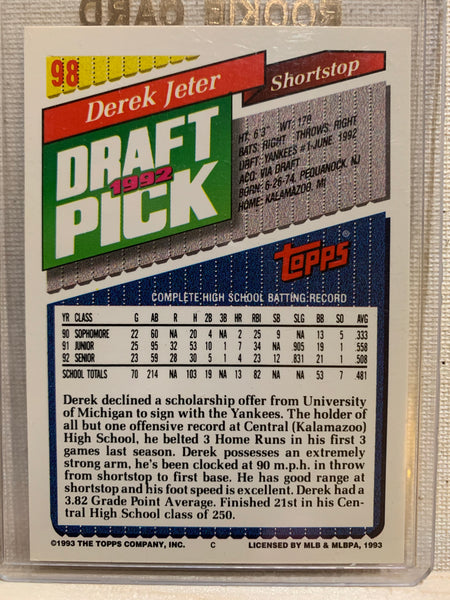 ROOKIE CARD
98
Derek Jeter
Shortstop
DRAFT
1992
PICK
HT: 6'3" WT: 178
BATS: RIGHT THROWS: RIGHT
DRFT: YANKEES #1-JUNE, 1992
ACQ: VIA DRAFT
BORN: 6-26-74, PEQUANOCK, NJ
HOME: KALAMAZOO, MI
TOPPS ®
COMPLETE HIGH SCHOOL BATTING RECORD
YR CLASS G AB R H 2B 3B HR RBI SB SLG BB SO AVG
90 SOPHOMORE 22 60 NA 20 4 NA 2 25 9 NA 13 5 .333
91 JUNIOR 25 95 32 53 10 1 7 34 NA .905 19 1 .558
92 SENIOR 23 59 28 30 5 1 4 23 12 .831 21 1 .508
SCHOOL TOTALS 70 214 NA 103 19 NA 13 82 NA NA 53 7 .481
Derek declined a scholarship offer from University
of Michigan to sign with the Yankees. The holder of
all but one offensive record at Central (Kalamazoo)
High School, he belted 3 Home Runs in his first 3
games last season. Derek possesses an extremely
strong arm, he's been clocked at 90 m.p.h. in throw
from shortstop to first base. He has good range at
shortstop and his foot speed is excellent. Derek had a
3.82 Grade Point Average. Finished 21st in his Cen-
tral High School class of 250.
©1993 THE TOPPS COMPANY, INC. C LICENSED BY MLB & MLBPA, 1993